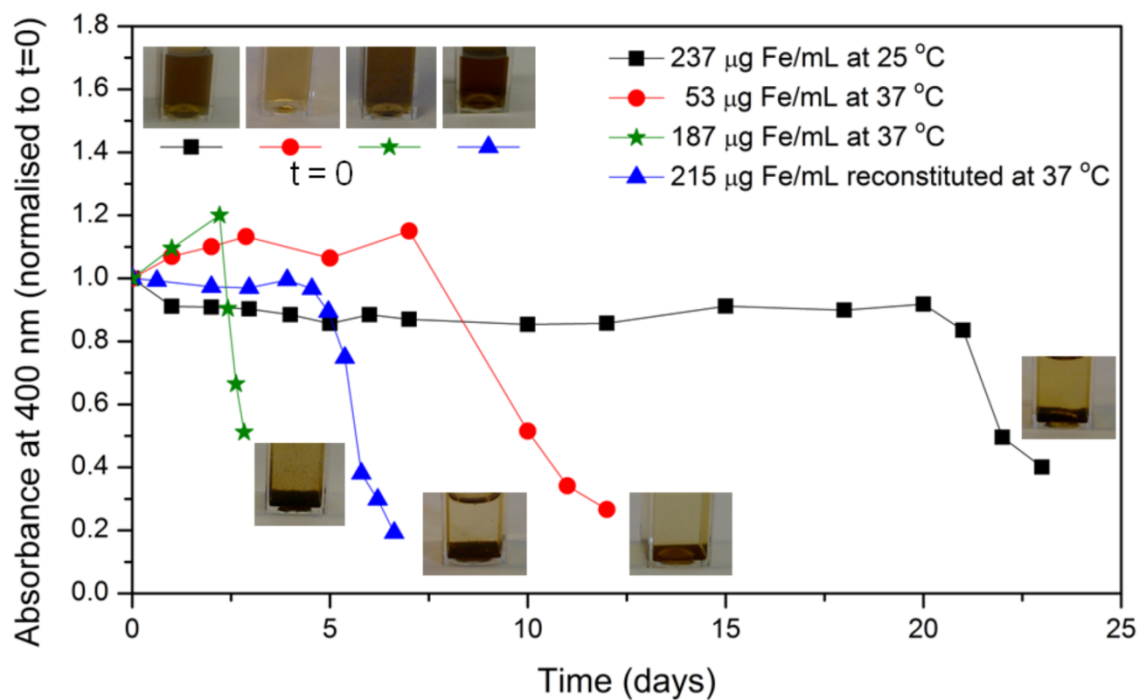 Absorbance at 400 nm (normalised to t=0)
1.8
1.6
1.4
1.2
1.0
0.8
0.6
0.4
0.2
0.0
237 μg Fe/mL at 25 °C
53 μg Fe/mL at 37 °C
187 μg Fe/mL at 37 °C
215 μg Fe/mL reconstituted at 37 °C
t = 0
0 5 10 15 20 25
Time (days)